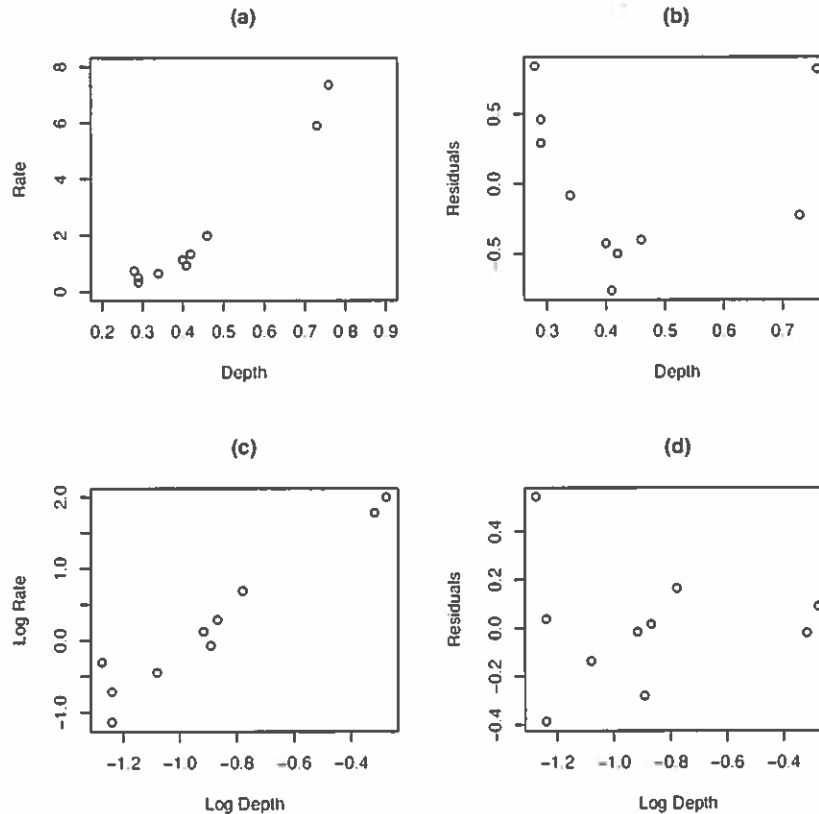 (a)
8
6
4
2
0
Rate
0.2 0.3 0.4 0.5 0.6 0.7 0 8 0.9
Depth
(b)
0.5
0.0
−0.5
Residuals
0.3 0.4 0.5 0.6 0.7
Depth
(c)
2.0
1.0
0.0
−1.0
Log Rate
−1.2 −1.0 −0.8 −0.6 −0.4
Log Depth
(d)
0.4
0.2
0.0
−0.2
−0.4
Residuals
−1.2 −1.0 −0.8 −0.6 −0.4
Log Depth